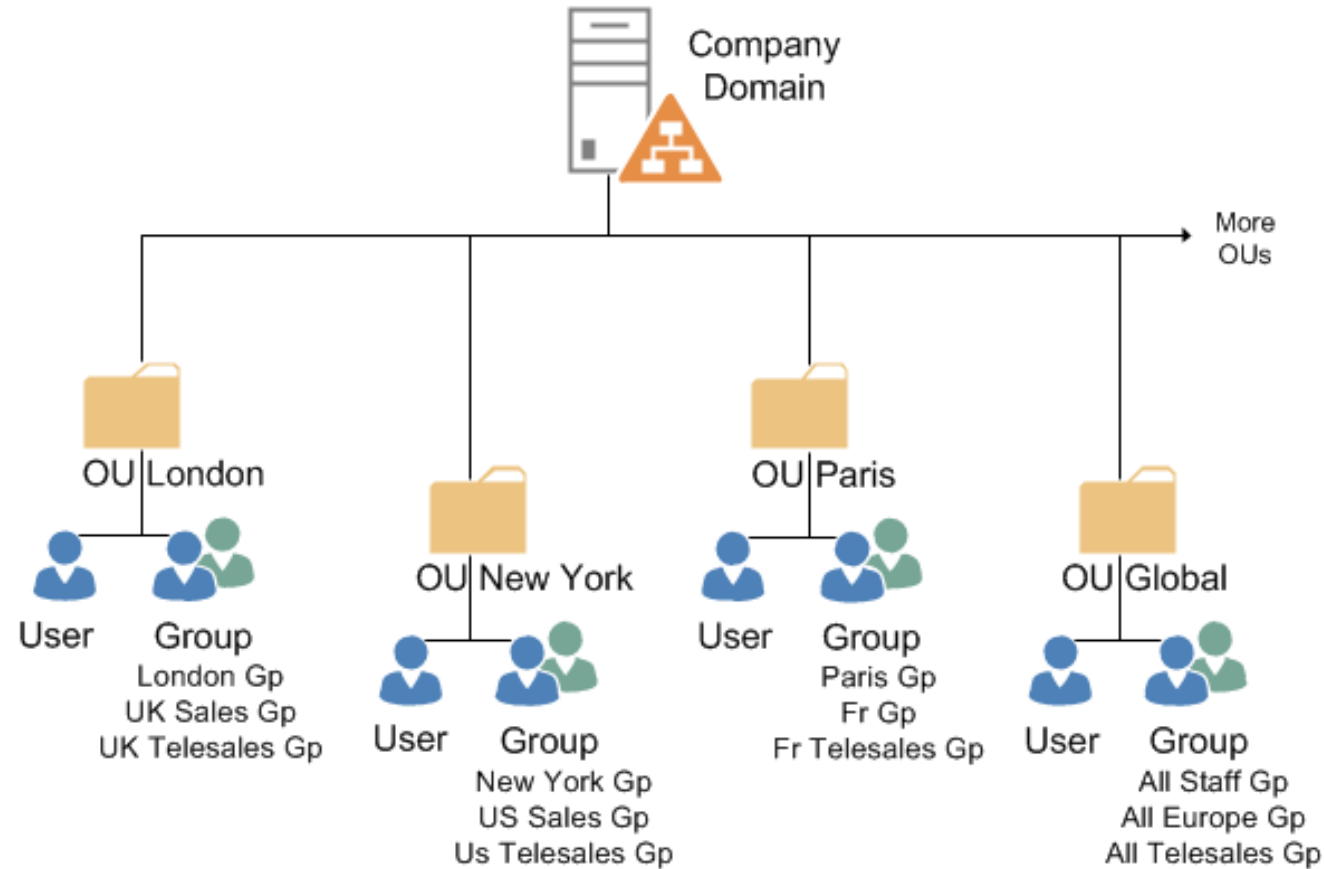 Company
Domain
More
OUs
OU London
User
Group
London Gp
UK Sales Gp
UK Telesales Gp
OU New York
User
Group
New York Gp
US Sales Gp
Us Telesales Gp
OU Paris
User
Group
Paris Gp
Fr Gp
Fr Telesales Gp
OU Global
User
Group
All Staff Gp
All Europe Gp
All Telesales Gp